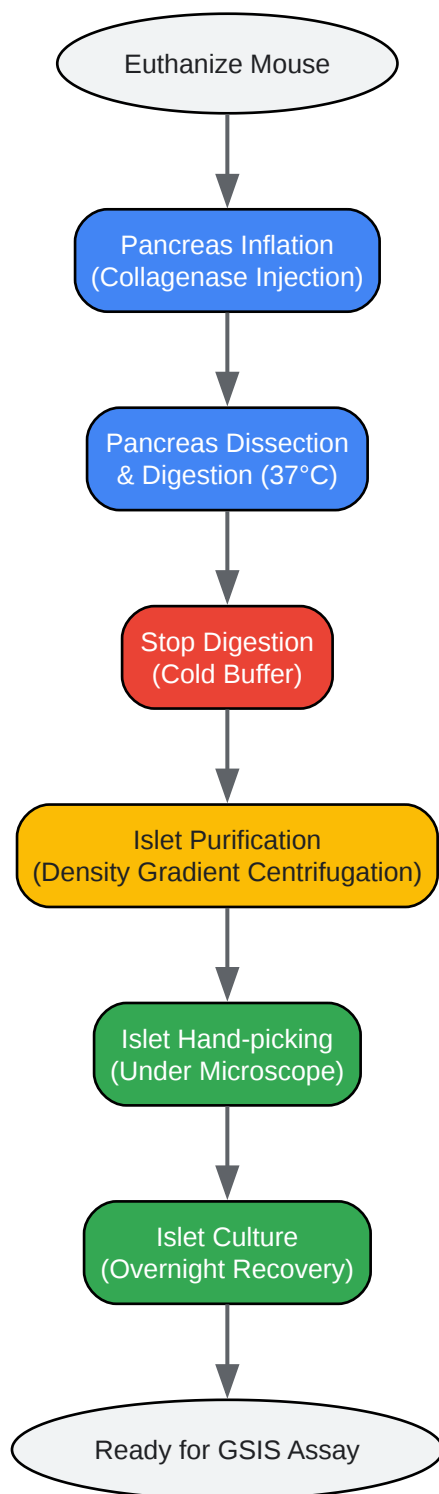 Euthanize Mouse
Pancreas Inflation
(Collagenase Injection)
Pancreas Dissection
& Digestion (37°C)
Stop Digestion
(Cold Buffer)
Islet Purification
(Density Gradient Centrifugation)
Islet Hand-picking
(Under Microscope)
Islet Culture
(Overnight Recovery)
Ready for GSIS Assay